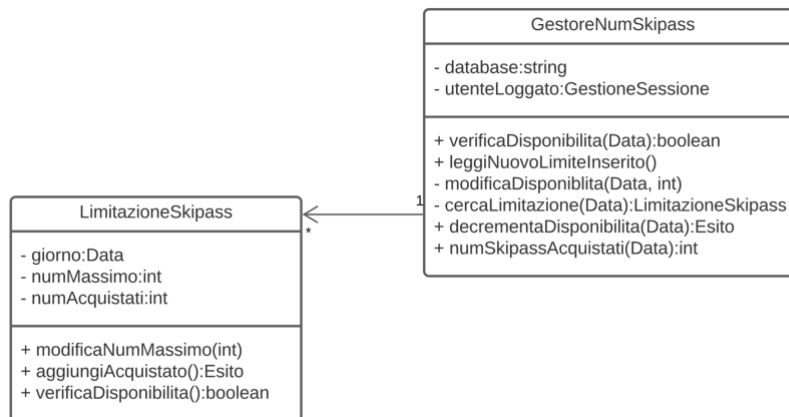 GestoreNumSkipass
- database:string
- utenteLoggato:GestioneSessione
+ verificaDisponibilita(Data):boolean
+ leggiNuovoLimiteInserito()
- modificaDisponiblita(Data, int)
- cercaLimitazione(Data):LimitazioneSkipass
+ decrementaDisponibilita(Data):Esito
+ numSkipassAcquistati(Data):int
1
*
LimitazioneSkipass
- giorno:Data
- numMassimo:int
- numAcquistati:int
+ modificaNumMassimo(int)
+ aggiungiAcquistato():Esito
+ verificaDisponibilita():boolean